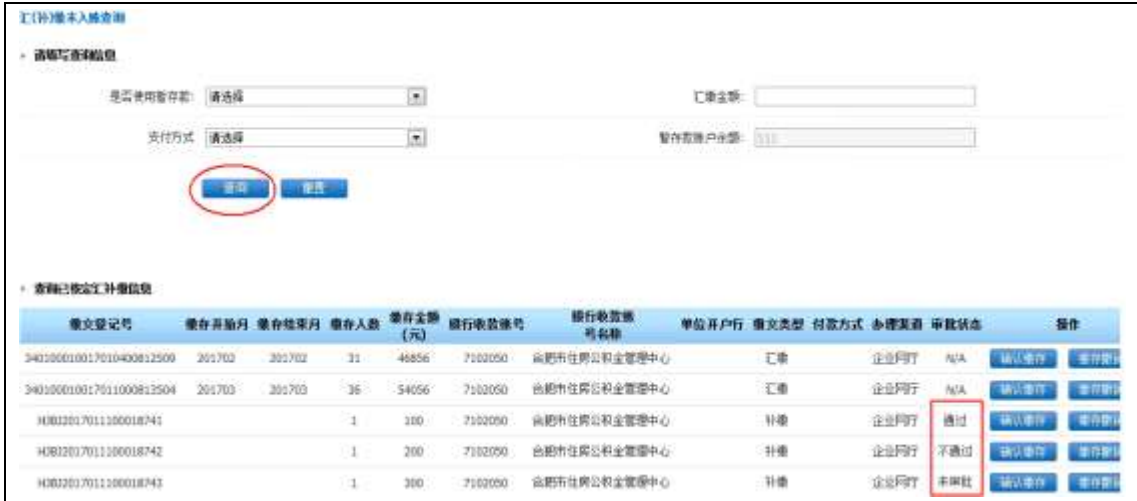 汇(补)缴未入账查询
请填写查询信息
是否使用暂存款: 请选择 汇缴金额:
支付方式 请选择 暂存款账户余额:
查询 重置
查询已核定汇补缴信息
缴交登记号 缴存开始月 缴存结束月 缴存人数 缴存金额(元) 银行收款账号 银行收款账号名称 单位开户行 缴交类型 付款方式 办理渠道 审批状态 操作
340100010017010400812509 201702 201702 31 46856 7102050 合肥市住房公积金管理中心 汇缴 企业网厅 N/A 确认缴存
340100010017011000813504 201703 201703 36 54056 7102050 合肥市住房公积金管理中心 汇缴 企业网厅 N/A 确认缴存
1 100 7102050 合肥市住房公积金管理中心 补缴 企业网厅 通过 确认缴存
1 200 7102050 合肥市住房公积金管理中心 补缴 企业网厅 不通过 确认缴存
1 300 7102050 合肥市住房公积金管理中心 补缴 企业网厅 未审批 确认缴存